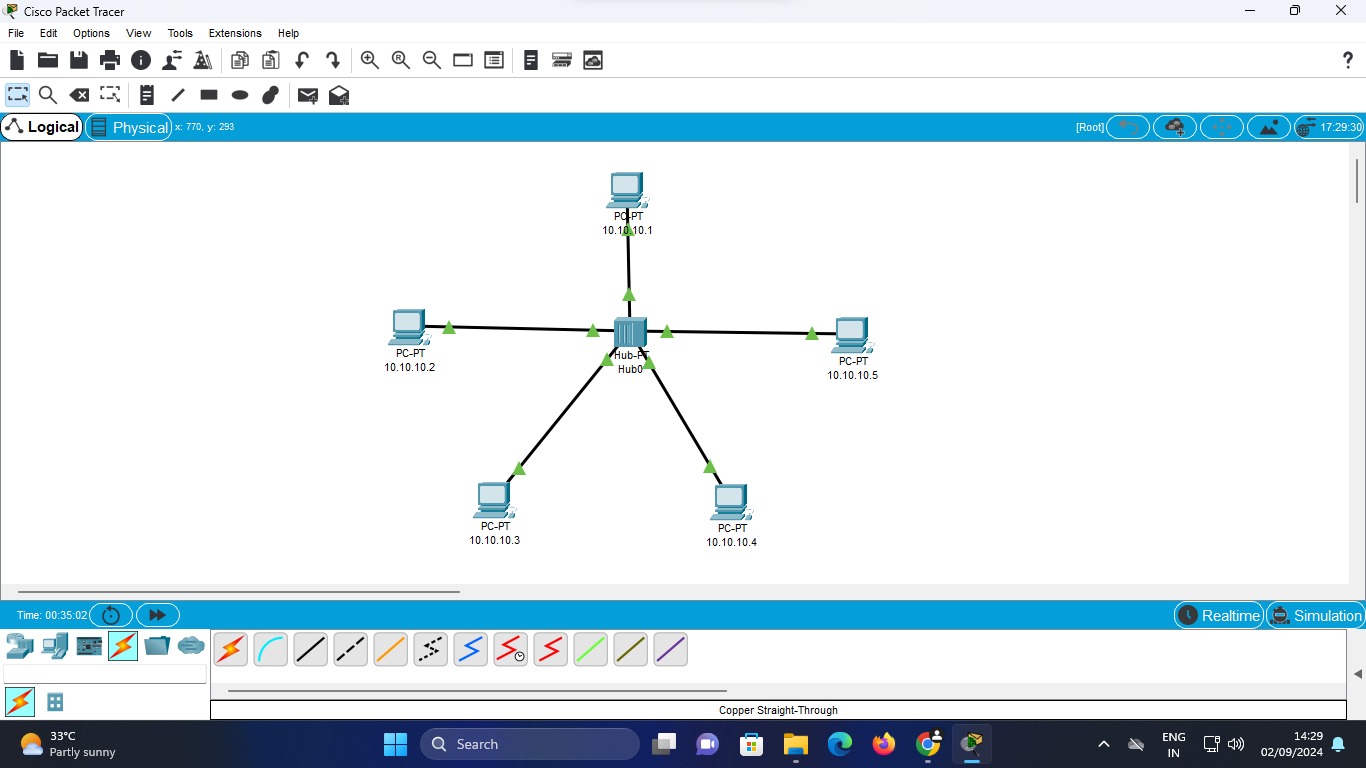 Cisco Packet Tracer
File Edit Options View Tools Extensions Help
Logical Physical x: 770, y: 293 [Root] 17:29:30
PC-PT
10.10.10.1
PC-PT
10.10.10.2
Hub-PT
Hub0
PC-PT
10.10.10.5
PC-PT
10.10.10.3
PC-PT
10.10.10.4
Time: 00:35:02 Realtime Simulation
Copper Straight-Through
33°C
Partly sunny
Search
ENG
IN
14:29
02/09/2024